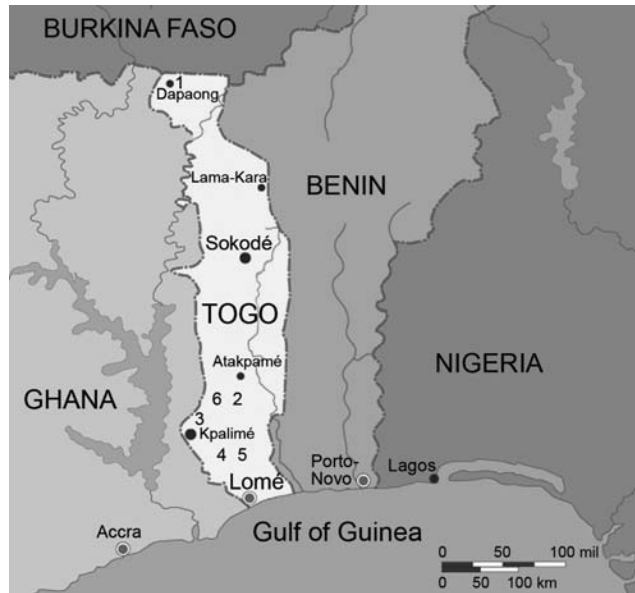 BURKINA FASO
1
Dapaong
Lama-Kara
BENIN
Sokodé
TOGO
NIGERIA
Atakpamé
GHANA
6 2
3
Kpalimé
4 5
Porto-
Novo
Lagos
Lomé
Accra
Gulf of Guinea
0 50 100 mil
0 50 100 km